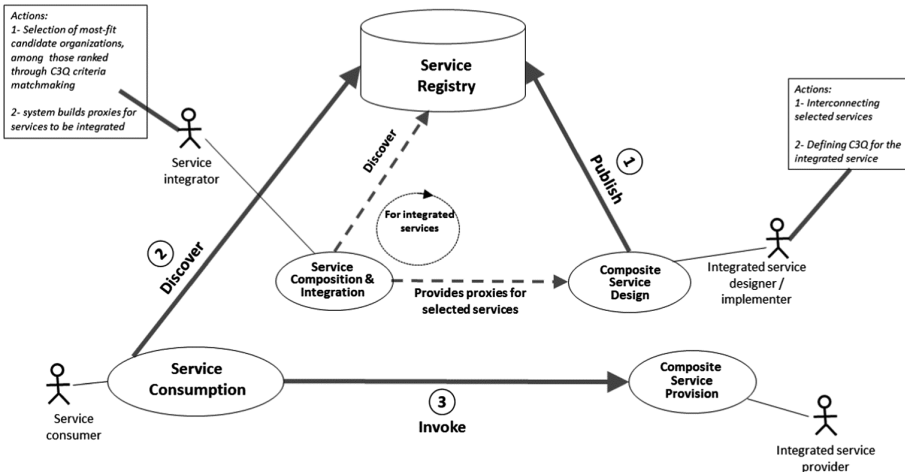 Actions:
1- Selection of most-fit
candidate organizations,
among those ranked
through C3Q criteria
matchmaking
2- system builds proxies for
services to be integrated
Service
Registry
Actions:
1- Interconnecting
selected services
2- Defining C3Q for the
integrated service
Service
integrator
Discover
1
Publish
For integrated
services
2
Discover
Service
Composition &
Integration
Provides proxies for
selected services
Composite
Service
Design
Integrated service
designer /
implementer
Service
Consumption
Service
consumer
3
Invoke
Composite
Service
Provision
Integrated service
provider